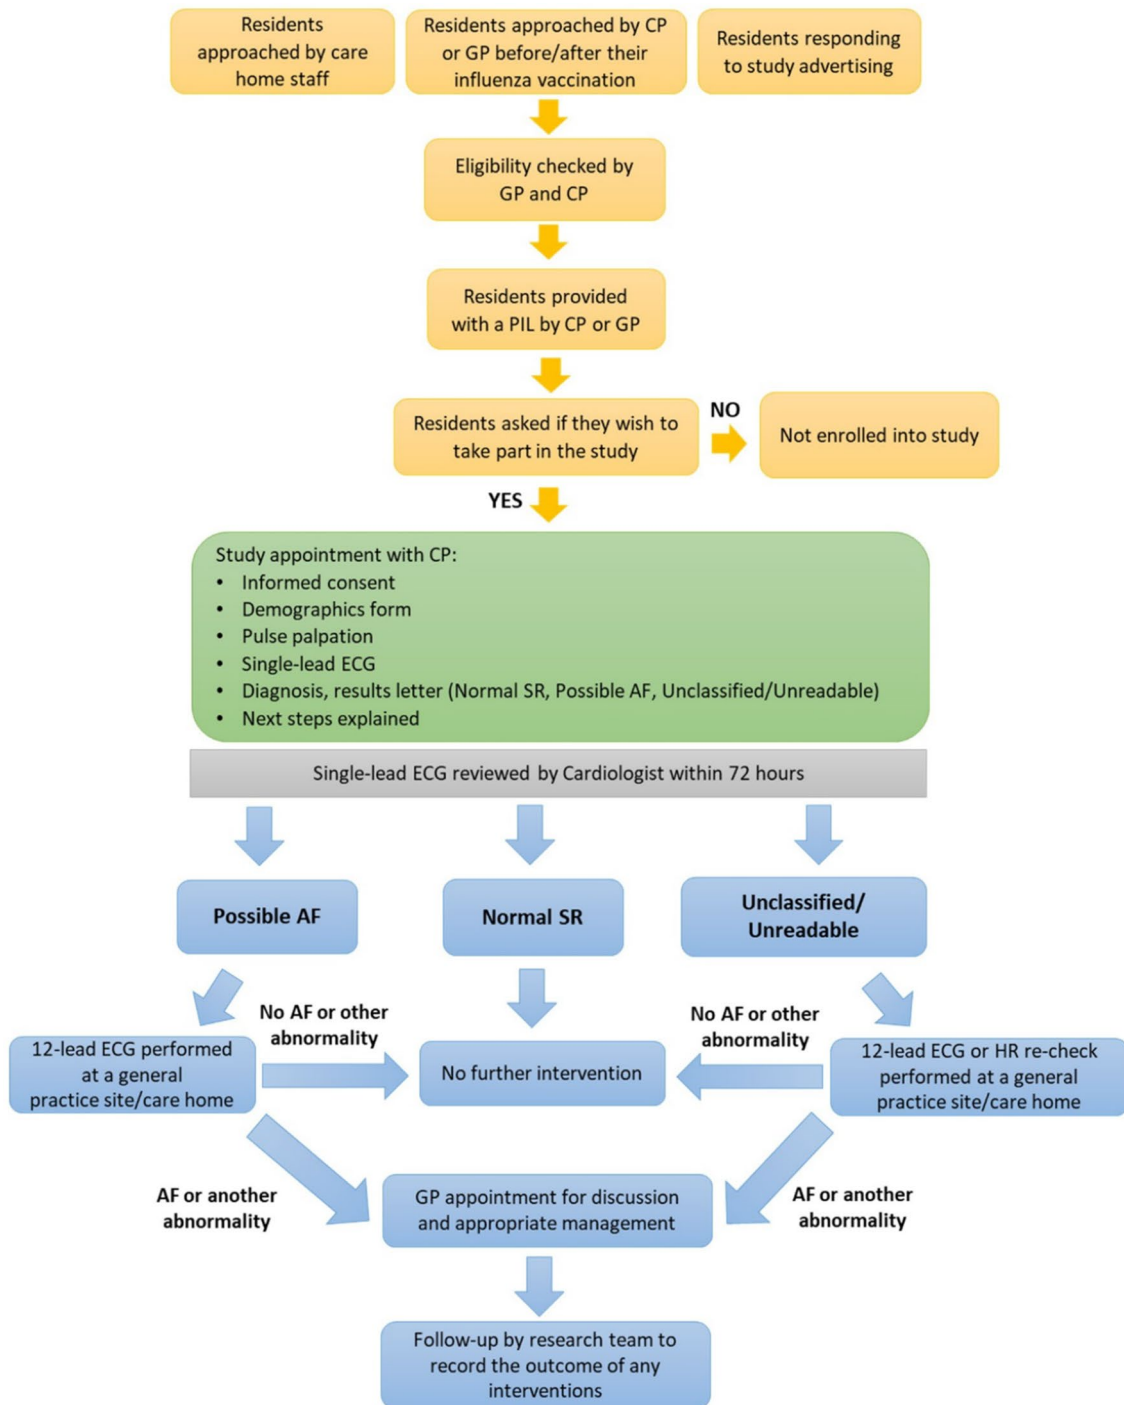 Residents
approached by care
home staff
Residents approached by CP
or GP before/after their
influenza vaccination
Residents responding
to study advertising
Eligibility checked by
GP and CP
Residents provided
with a PIL by CP or GP
Residents asked if they wish to
take part in the study
NO
Not enrolled into study
YES
Study appointment with CP:
• Informed consent
• Demographics form
• Pulse palpation
• Single-lead ECG
• Diagnosis, results letter (Normal SR, Possible AF, Unclassified/Unreadable)
• Next steps explained
Single-lead ECG reviewed by Cardiologist within 72 hours
Possible AF
Normal SR
Unclassified/
Unreadable
No AF or other
abnormality
No AF or other
abnormality
12-lead ECG performed
at a general
practice site/care home
No further intervention
12-lead ECG or HR re-check
performed at a general
practice site/care home
AF or another
abnormality
GP appointment for discussion
and appropriate management
AF or another
abnormality
Follow-up by research team to
record the outcome of any
interventions